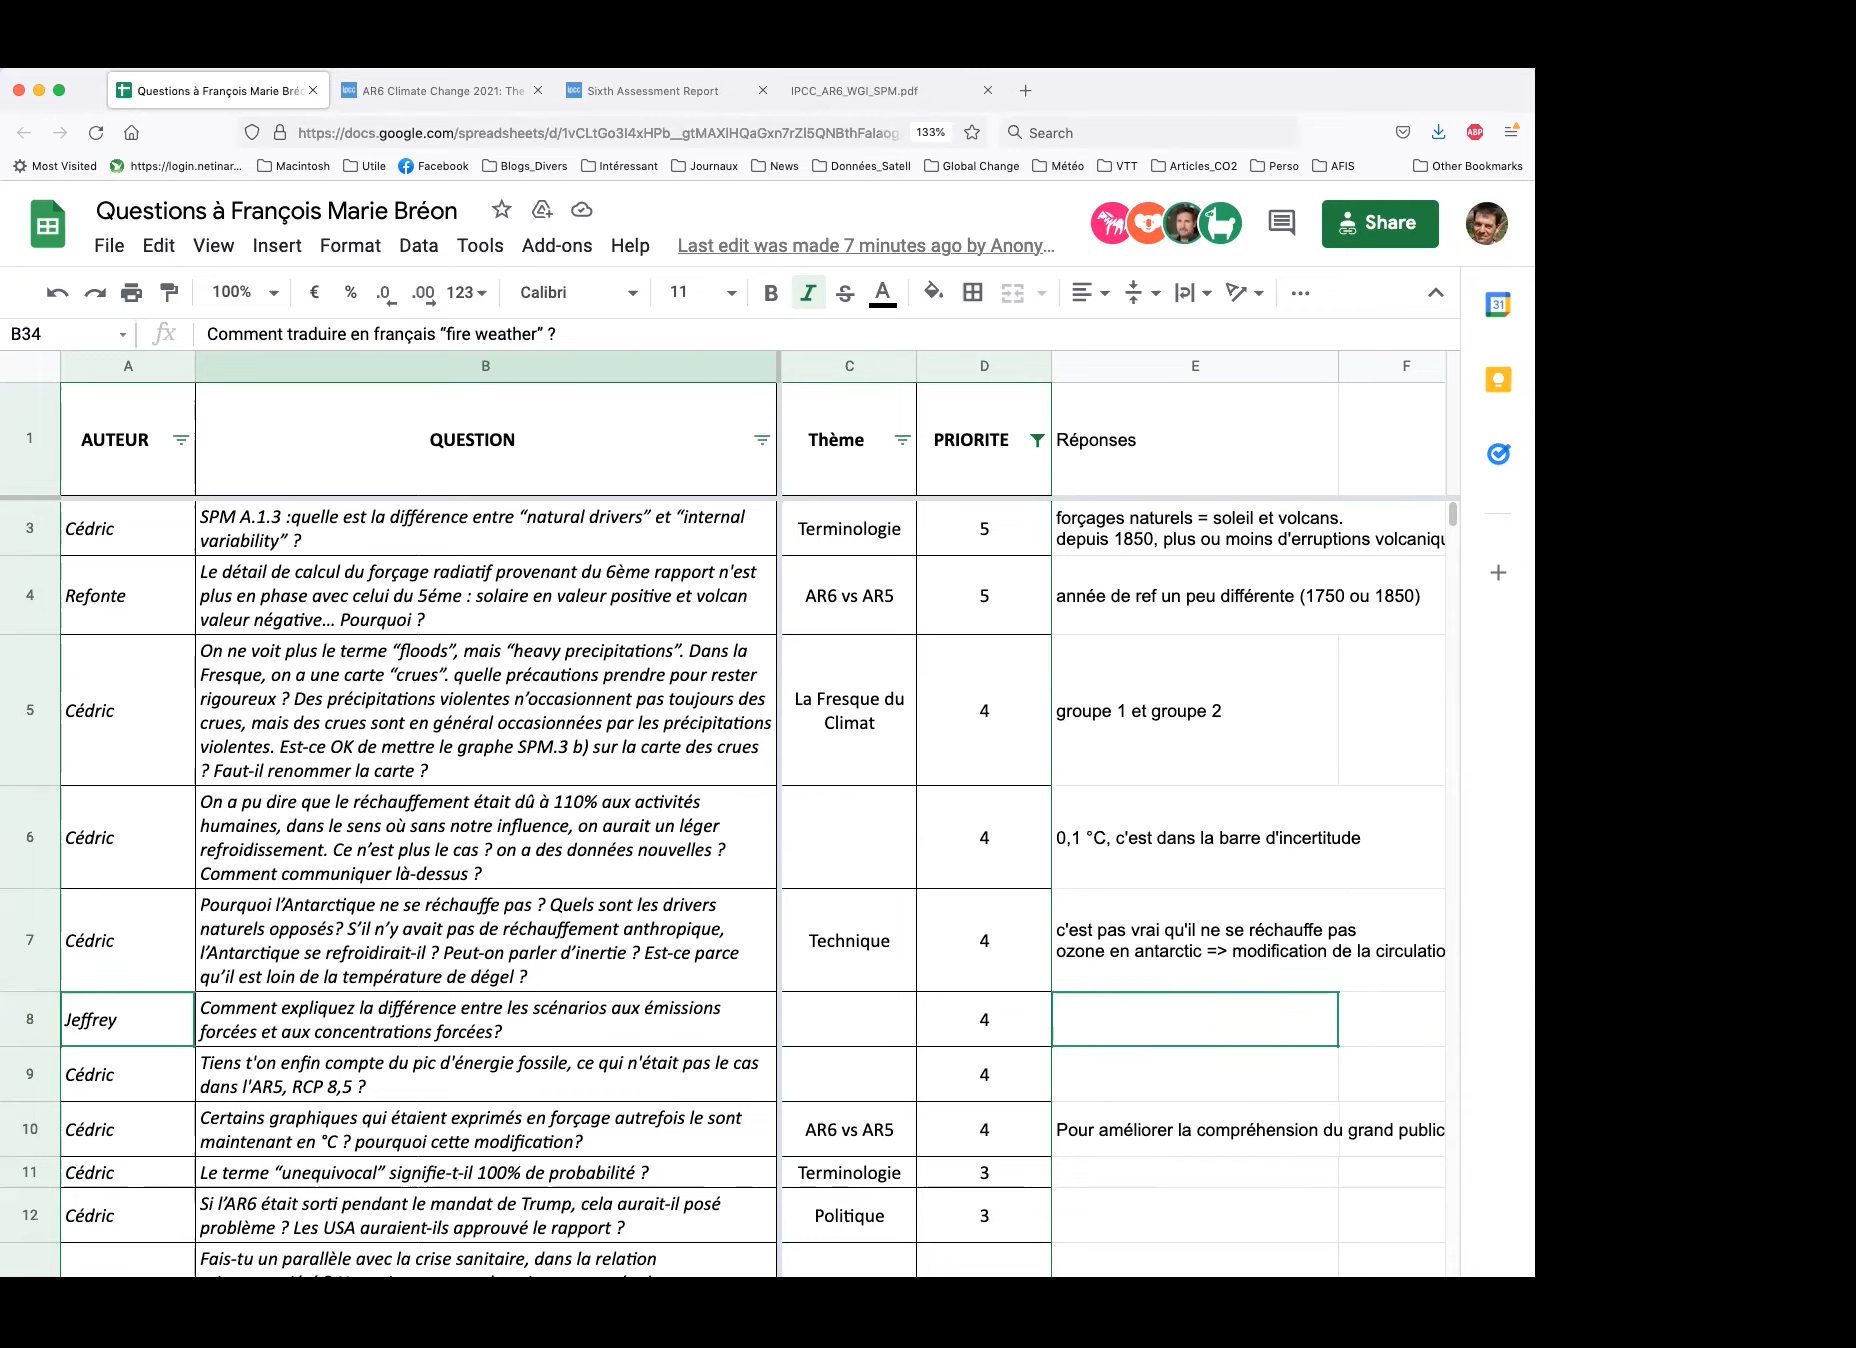 Questions à François Marie Bréo
AR6 Climate Change 2021: The
Sixth Assessment Report
IPCC_AR6_WGI_SPM.pdf
133%
Search
Most Visited
https://login.netinar...
Macintosh
Utile
Facebook
Blogs_Divers
Intéressant
Journaux
News
Données_Satell
Global Change
Météo
VTT
Articles_CO2
Perso
AFIS
Other Bookmarks
Questions à François Marie Bréon
File Edit View Insert Format Data Tools Add-ons Help Last edit was made 7 minutes ago by Anony...
Share
100% € % .0 .00 123 Calibri 11 B I S A
31
B34 fx Comment traduire en français “fire weather” ?
A B C D E F
1 AUTEUR QUESTION Thème PRIORITE Réponses
3 Cédric
SPM A.1.3 :quelle est la différence entre “natural drivers” et “internal
variability” ?
Terminologie 5
forçages naturels = soleil et volcans.
depuis 1850, plus ou moins d'erruptions volcaniqu
4 Refonte
Le détail de calcul du forçage radiatif provenant du 6ème rapport n'est
plus en phase avec celui du 5éme : solaire en valeur positive et volcan
valeur négative... Pourquoi ?
AR6 vs AR5 5 année de ref un peu différente (1750 ou 1850)
5 Cédric
On ne voit plus le terme “floods”, mais “heavy precipitations”. Dans la
Fresque, on a une carte “crues”. quelle précautions prendre pour rester
rigoureux ? Des précipitations violentes n’occasionnent pas toujours des
crues, mais des crues sont en général occasionnées par les précipitations
violentes. Est-ce OK de mettre le graphe SPM.3 b) sur la carte des crues
? Faut-il renommer la carte ?
La Fresque du
Climat
4 groupe 1 et groupe 2
6 Cédric
On a pu dire que le réchauffement était dû à 110% aux activités
humaines, dans le sens où sans notre influence, on aurait un léger
refroidissement. Ce n’est plus le cas ? on a des données nouvelles ?
Comment communiquer là-dessus ?
4 0,1 °C, c'est dans la barre d'incertitude
7 Cédric
Pourquoi l’Antarctique ne se réchauffe pas ? Quels sont les drivers
naturels opposés? S’il n’y avait pas de réchauffement anthropique,
l’Antarctique se refroidirait-il ? Peut-on parler d’inertie ? Est-ce parce
qu’il est loin de la température de dégel ?
Technique 4
c'est pas vrai qu'il ne se réchauffe pas
ozone en antarctic => modification de la circulatio
8 Jeffrey
Comment expliquez la différence entre les scénarios aux émissions
forcées et aux concentrations forcées?
4
9 Cédric
Tiens t'on enfin compte du pic d'énergie fossile, ce qui n'était pas le cas
dans l'AR5, RCP 8,5 ?
4
10 Cédric
Certains graphiques qui étaient exprimés en forçage autrefois le sont
maintenant en °C ? pourquoi cette modification?
AR6 vs AR5 4 Pour améliorer la compréhension du grand public
11 Cédric Le terme “unequivocal” signifie-t-il 100% de probabilité ? Terminologie 3
12 Cédric
Si l’AR6 était sorti pendant le mandat de Trump, cela aurait-il posé
problème ? Les USA auraient-ils approuvé le rapport ?
Politique 3
Fais-tu un parallèle avec la crise sanitaire, dans la relation